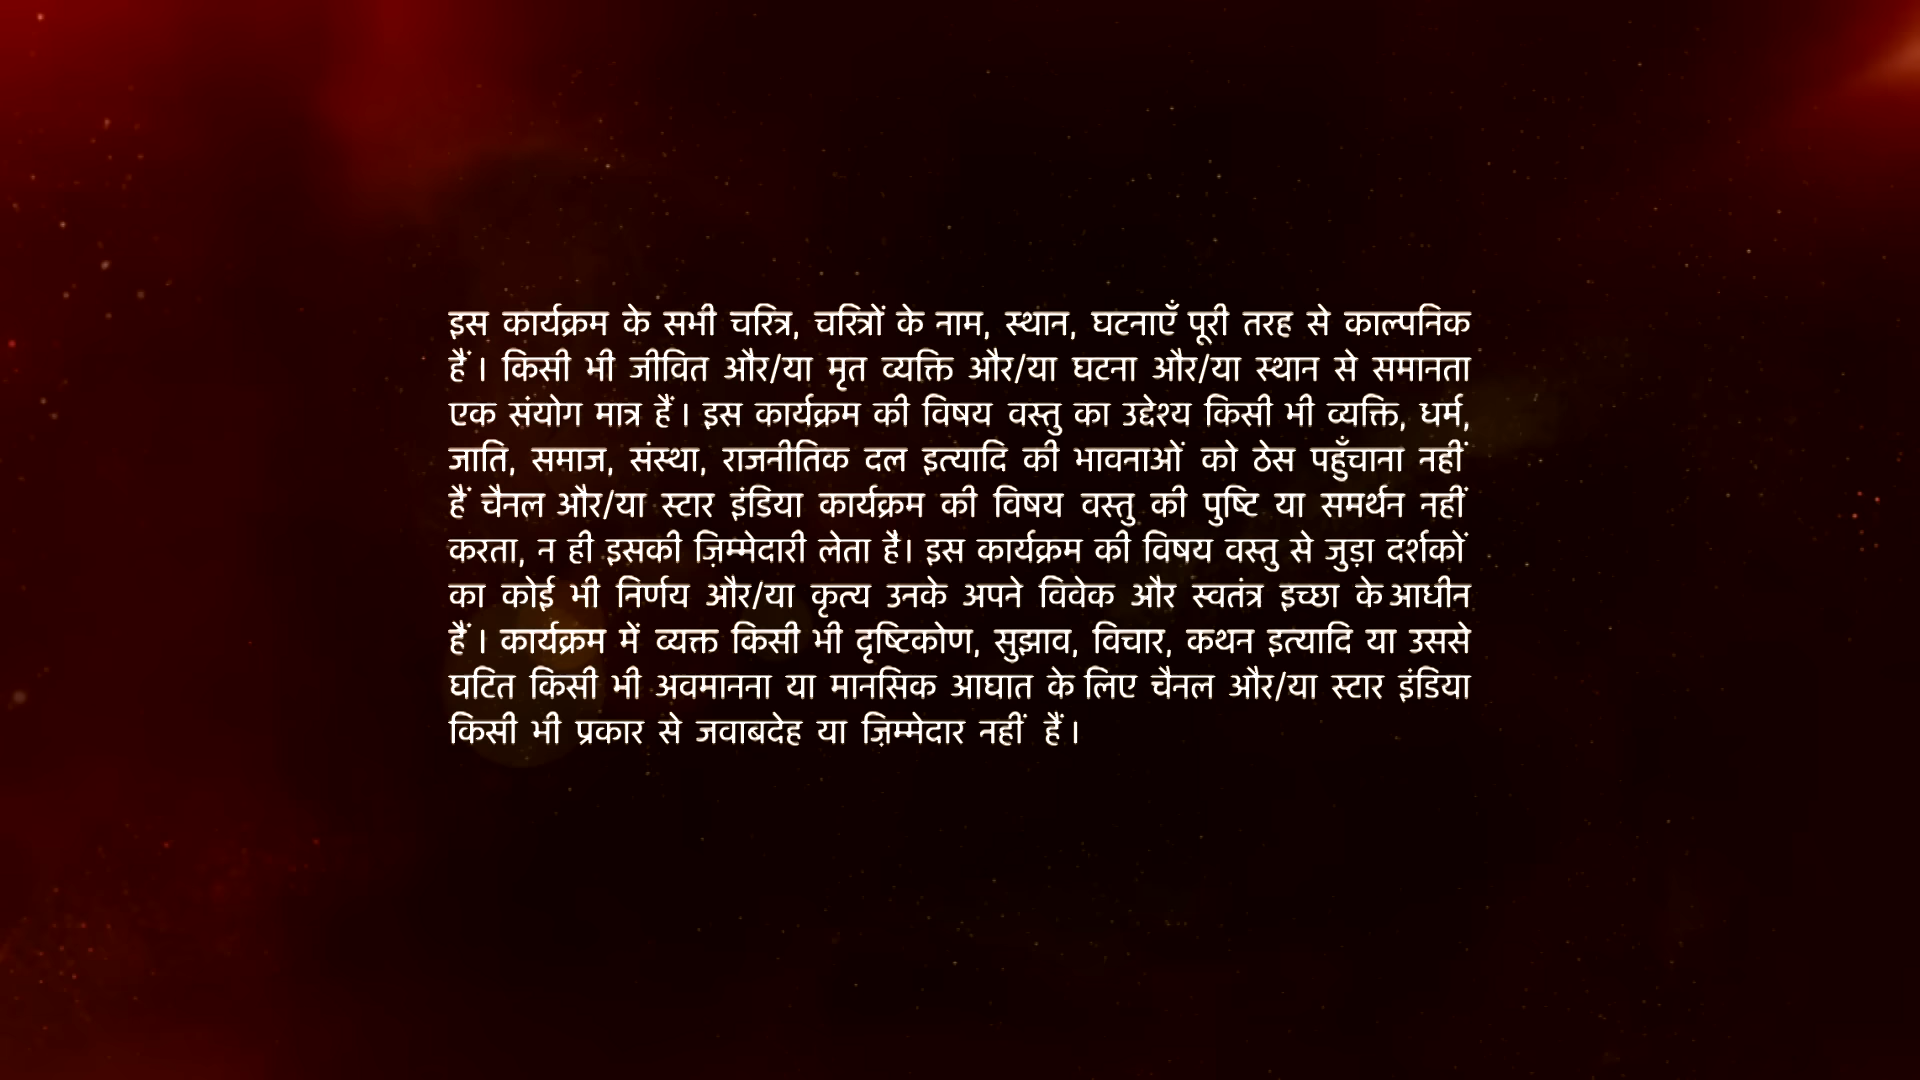 इस कार्यक्रम के सभी चरित्र, चरित्रों के नाम, स्थान, घटनाएँ पूरी तरह से काल्पनिक
हैं । किसी भी जीवित और/या मृत व्यक्ति और/या घटना और/या स्थान से समानता
एक संयोग मात्र हैं । इस कार्यक्रम की विषय वस्तु का उद्देश्य किसी भी व्यक्ति, धर्म,
जाति, समाज, संस्था, राजनीतिक दल इत्यादि की भावनाओं को ठेस पहुँचाना नहीं
हैं चैनल और/या स्टार इंडिया कार्यक्रम की विषय वस्तु की पुष्टि या समर्थन नहीं
करता, न ही इसकी ज़िम्मेदारी लेता है। इस कार्यक्रम की विषय वस्तु से जुड़ा दर्शकों
का कोई भी निर्णय और/या कृत्य उनके अपने विवेक और स्वतंत्र इच्छा के आधीन
हैं । कार्यक्रम में व्यक्त किसी भी दृष्टिकोण, सुझाव, विचार, कथन इत्यादि या उससे
घटित किसी भी अवमानना या मानसिक आघात के लिए चैनल और/या स्टार इंडिया
किसी भी प्रकार से जवाबदेह या ज़िम्मेदार नहीं हैं ।